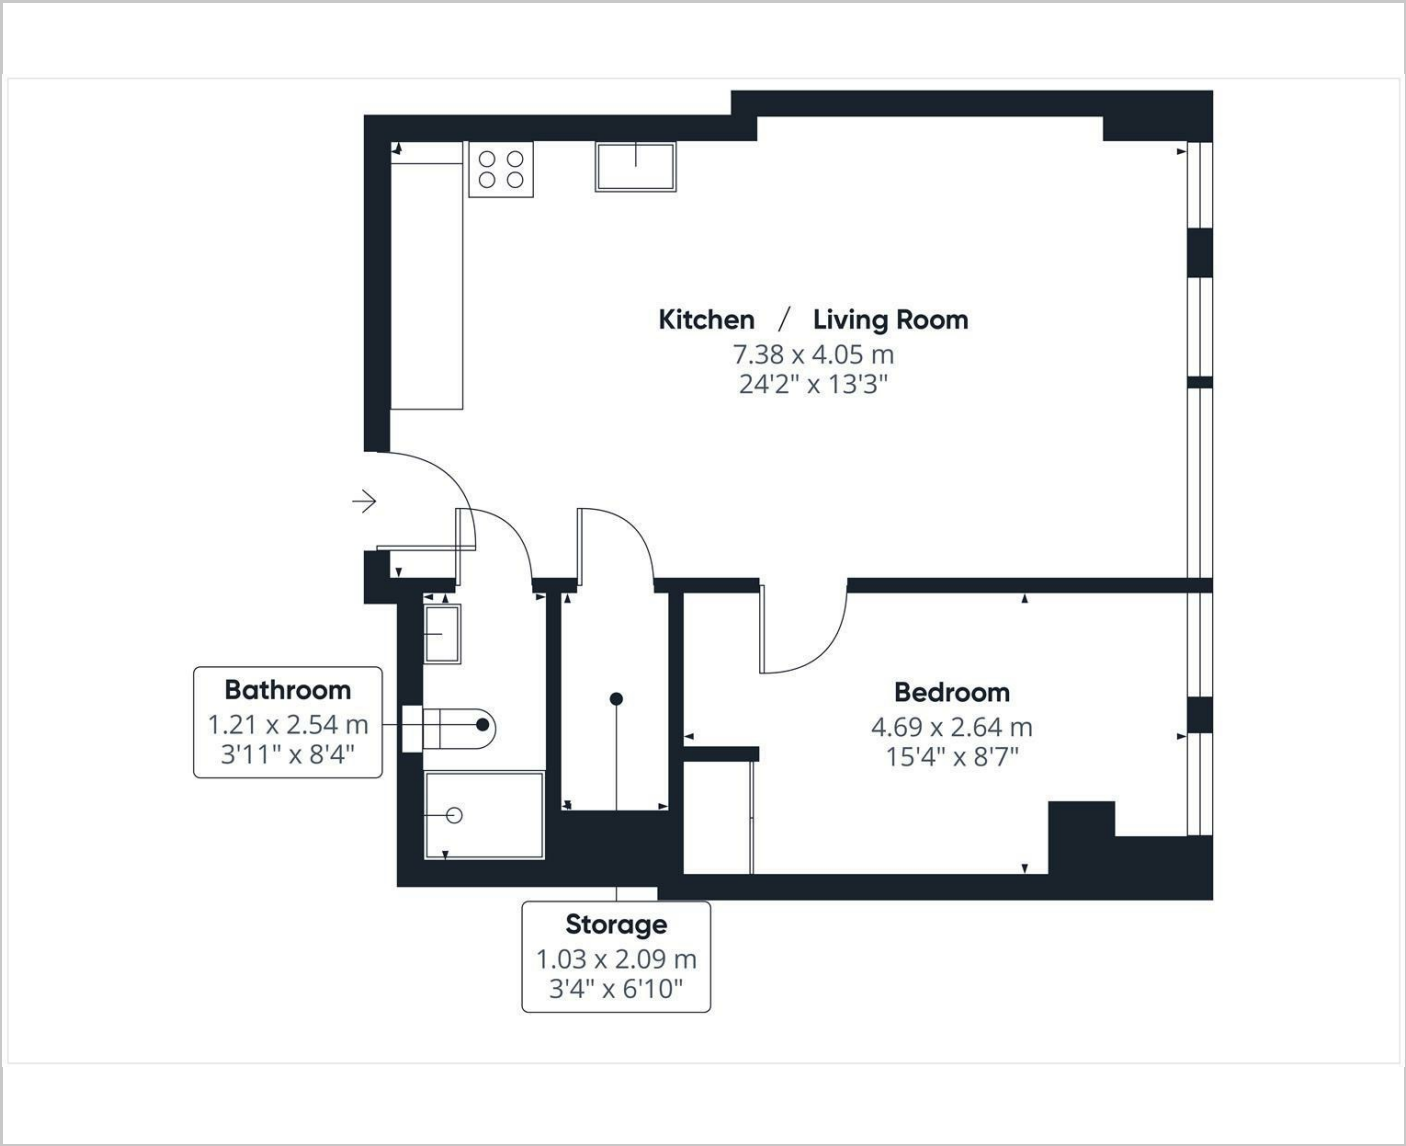 Kitchen / Living Room
7.38 x 4.05 m
24'2" x 13'3"
Bathroom
1.21 x 2.54 m
3'11" x 8'4"
Bedroom
4.69 x 2.64 m
15'4" x 8'7"
Storage
1.03 x 2.09 m
3'4" x 6'10"